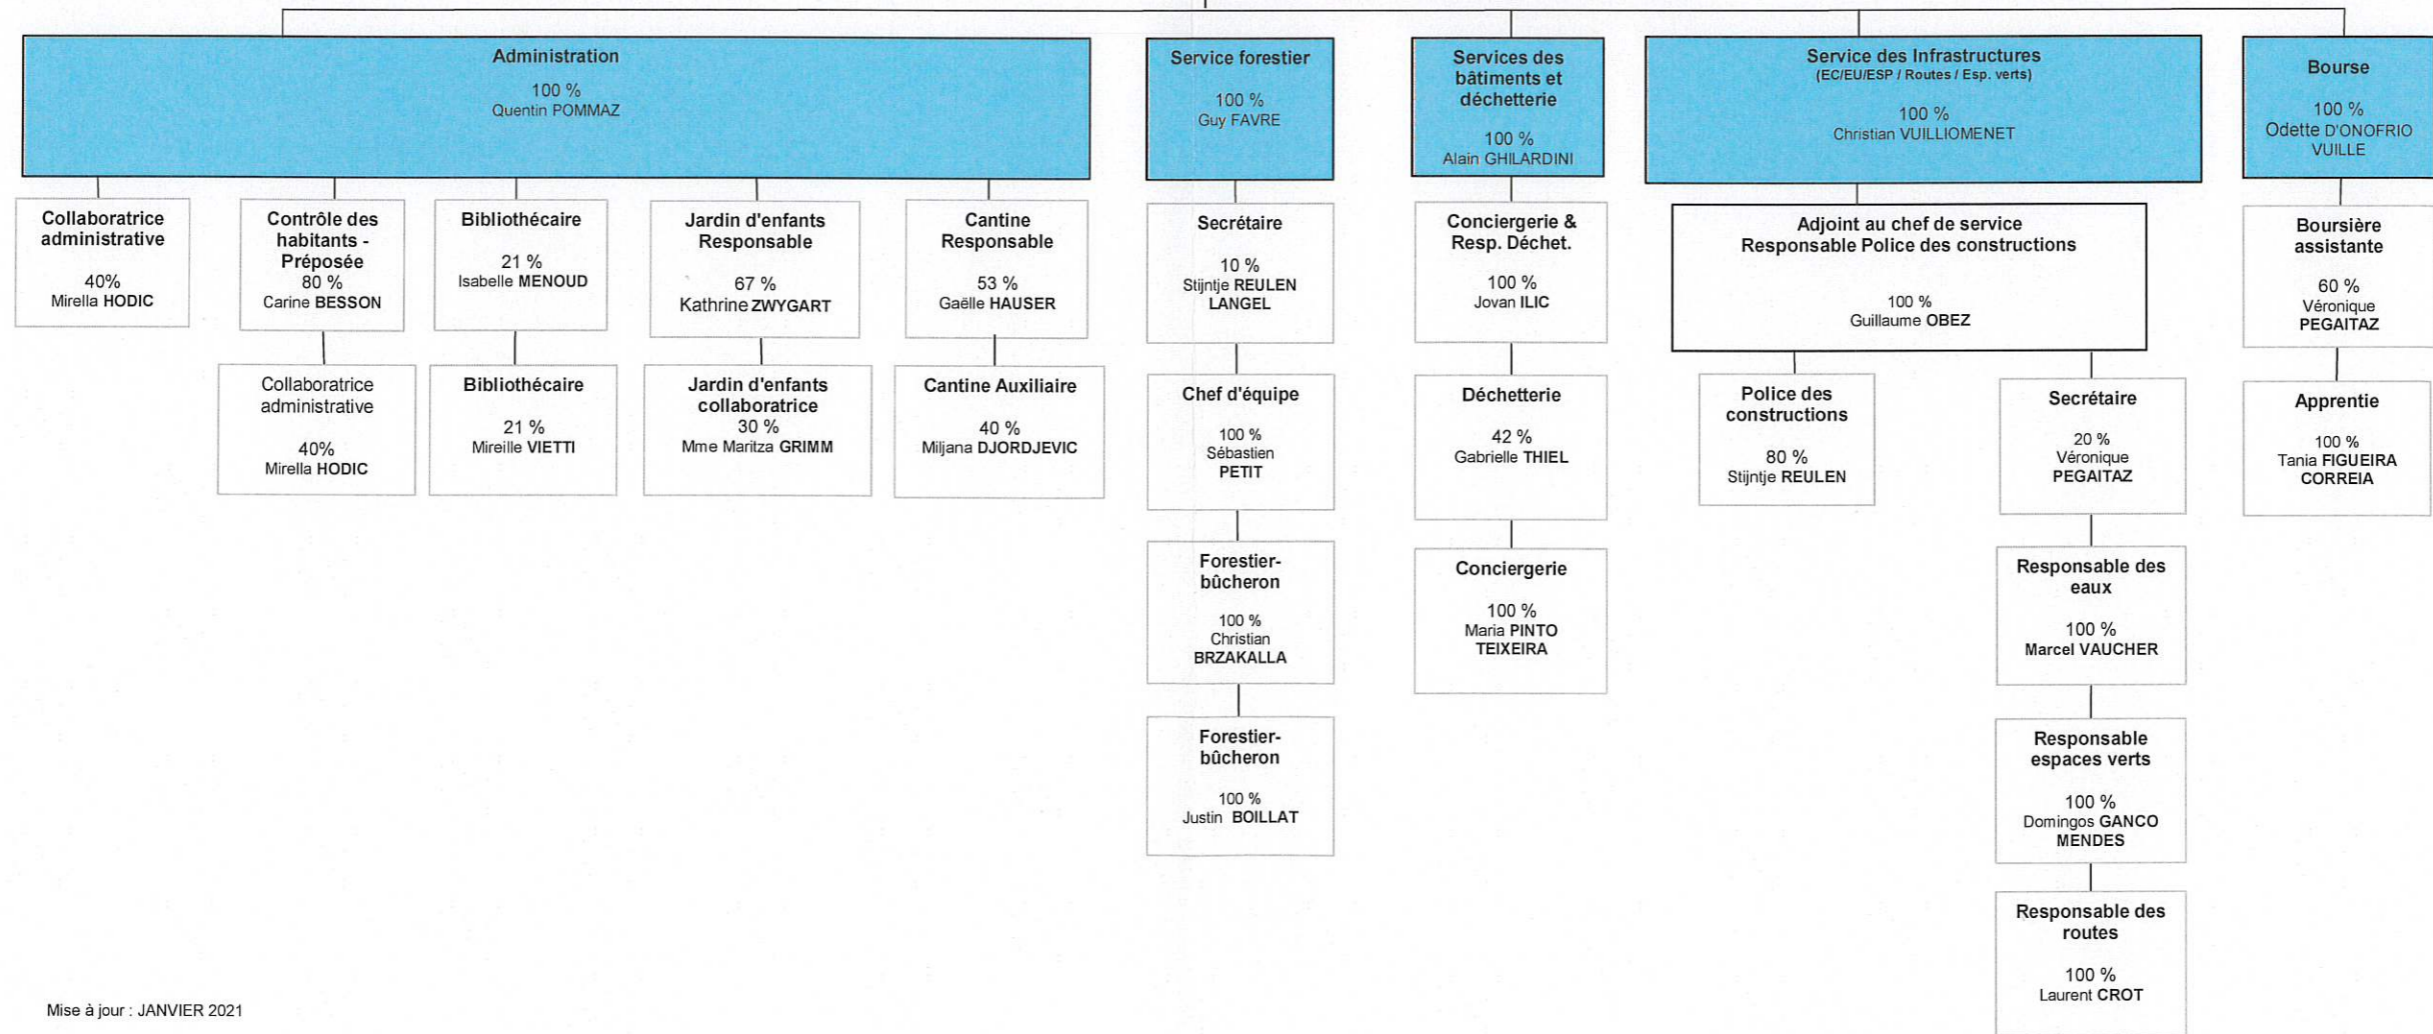 Administration
100 %
Quentin POMMAZ
Service forestier
100 %
Guy FAVRE
Services des
bâtiments et
déchetterie
100 %
Alain GHILARDINI
Service des Infrastructures
(EC/EU/ESP / Routes / Esp. verts)
100 %
Christian VUILLIOMENET
Bourse
100 %
Odette D'ONOFRIO
VUILLE
Collaboratrice
administrative
40%
Mirella HODIC
Contrôle des
habitants -
Préposée
80 %
Carine BESSON
Bibliothécaire
21 %
Isabelle MENOUD
Jardin d'enfants
Responsable
67 %
Kathrine ZWYGART
Cantine
Responsable
53 %
Gaëlle HAUSER
Secrétaire
10 %
Stijntje REULEN
LANGEL
Conciergerie &
Resp. Déchet.
100 %
Jovan ILIC
Adjoint au chef de service
Responsable Police des constructions
100 %
Guillaume OBEZ
Boursière
assistante
60 %
Véronique
PEGAITAZ
Collaboratrice
administrative
40%
Mirella HODIC
Bibliothécaire
21 %
Mireille VIETTI
Jardin d'enfants
collaboratrice
30 %
Mme Maritza GRIMM
Cantine Auxiliaire
40 %
Miljana DJORDJEVIC
Chef d'équipe
100 %
Sébastien
PETIT
Déchetterie
42 %
Gabrielle THIEL
Police des
constructions
80 %
Stijntje REULEN
Secrétaire
20 %
Véronique
PEGAITAZ
Apprentie
100 %
Tania FIGUEIRA
CORREIA
Forestier-
bûcheron
100 %
Christian
BRZAKALLA
Conciergerie
100 %
Maria PINTO
TEIXEIRA
Responsable des
eaux
100 %
Marcel VAUCHER
Forestier-
bûcheron
100 %
Justin BOILLAT
Responsable
espaces verts
100 %
Domingos GANCO
MENDES
Responsable des
routes
100 %
Laurent CROT
Mise à jour : JANVIER 2021